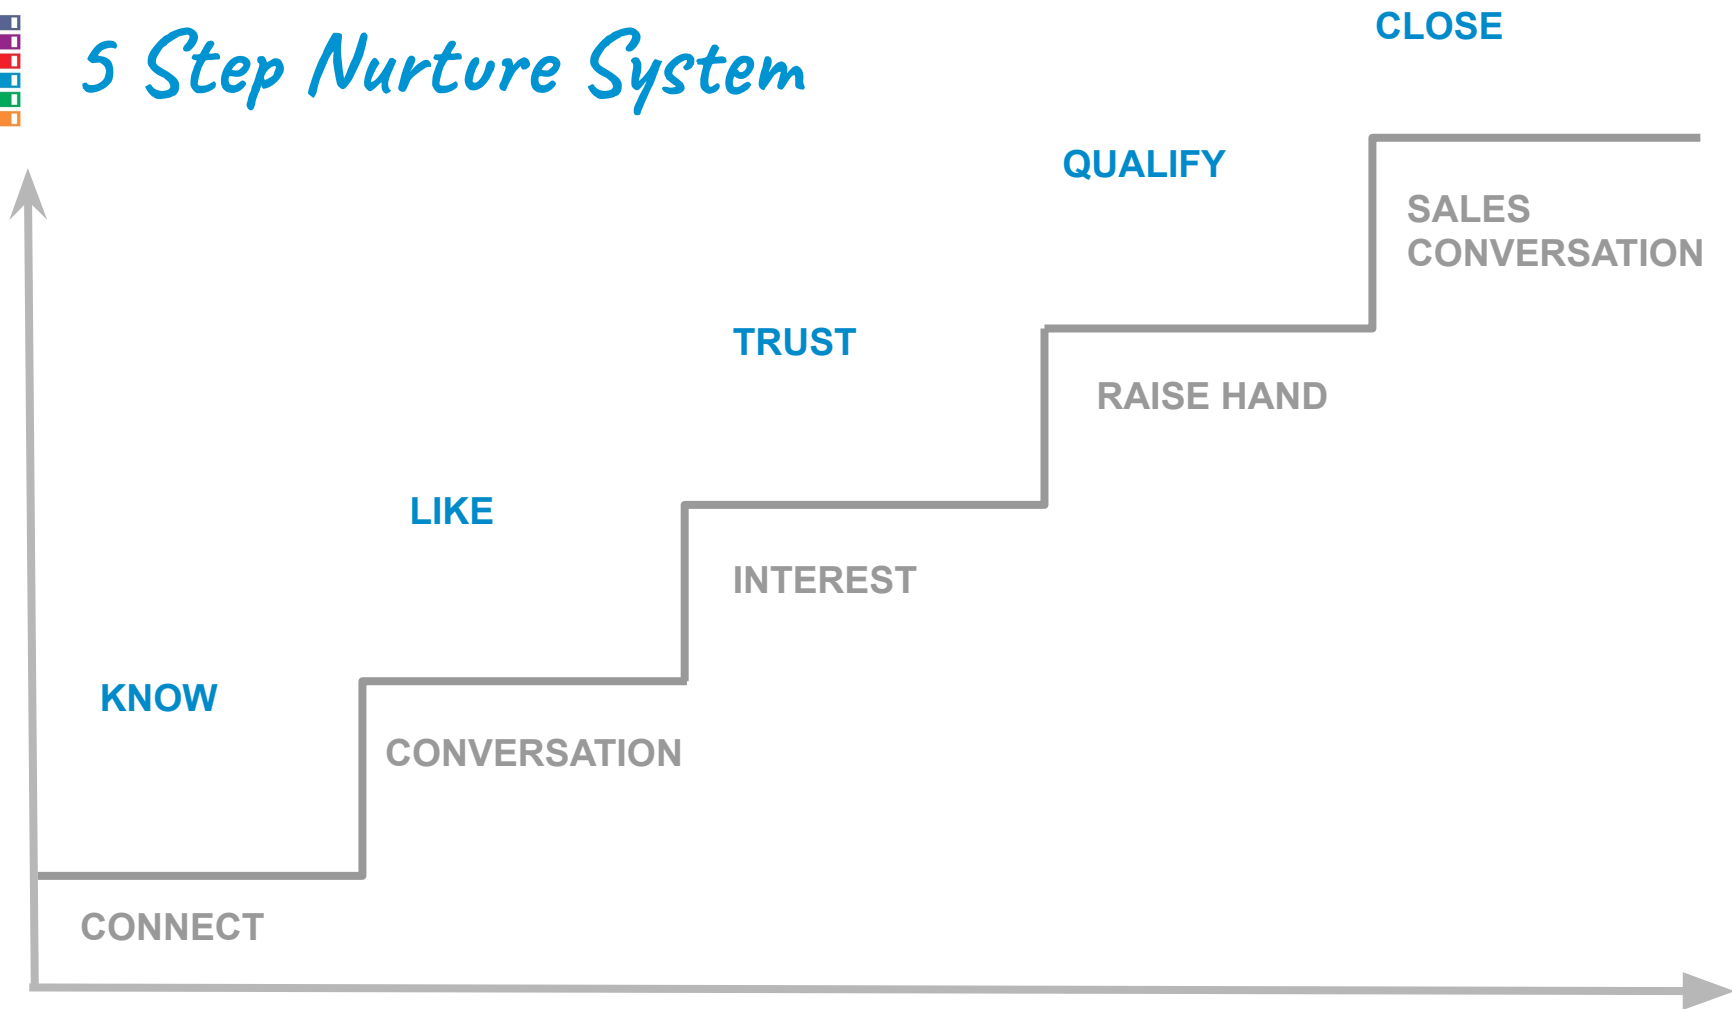 5 Step Nurture System
CLOSE
QUALIFY
SALES
CONVERSATION
TRUST
RAISE HAND
LIKE
INTEREST
KNOW
CONVERSATION
CONNECT